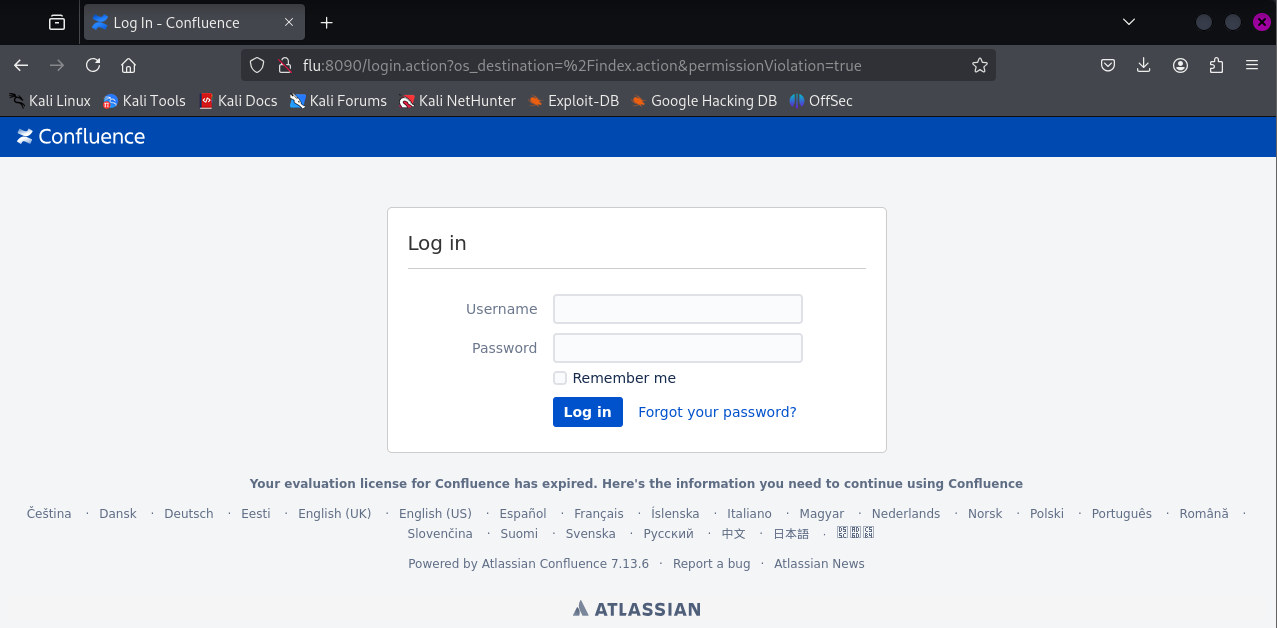 Log In - Confluence
flu:8090/login.action?os_destination=%2Findex.action&permissionViolation=true
Kali Linux Kali Tools Kali Docs Kali Forums Kali NetHunter Exploit-DB Google Hacking DB OffSec
Confluence
Log in
Username
Password
Remember me
Log in Forgot your password?
Your evaluation license for Confluence has expired. Here's the information you need to continue using Confluence
Čeština · Dansk · Deutsch · Eesti · English (UK) · English (US) · Español · Français · Íslenska · Italiano · Magyar · Nederlands · Norsk · Polski · Português · Română ·
Slovenčina · Suomi · Svenska · Русский · 中文 · 日本語 ·
Powered by Atlassian Confluence 7.13.6 · Report a bug · Atlassian News
ATLASSIAN